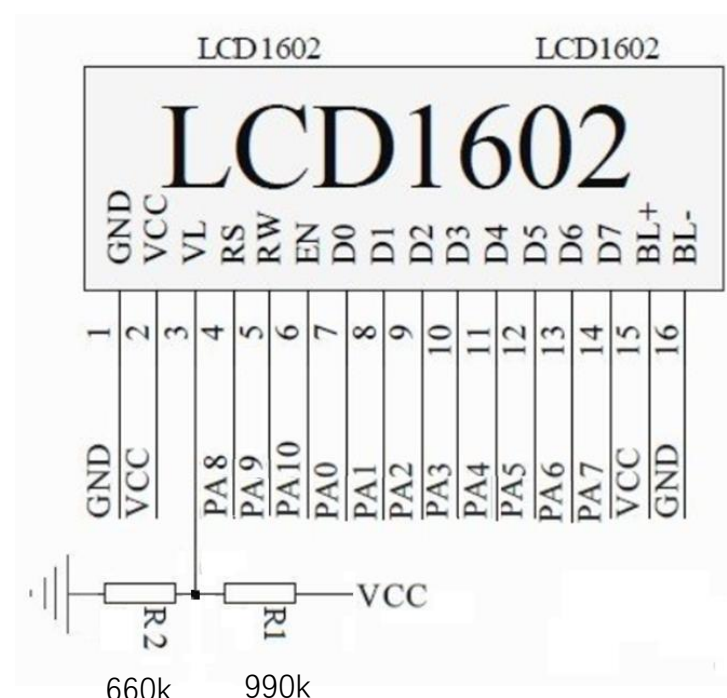 LCD1602 LCD1602
LCD1602
GND VCC VL RS RW EN D0 D1 D2 D3 D4 D5 D6 D7 BL+ BL-
1 2 3 4 5 6 7 8 9 10 11 12 13 14 15 16
GND VCC PA8 PA9 PA10 PA0 PA1 PA2 PA3 PA4 PA5 PA6 PA7 VCC GND
VCC
R2 R1
660k 990k